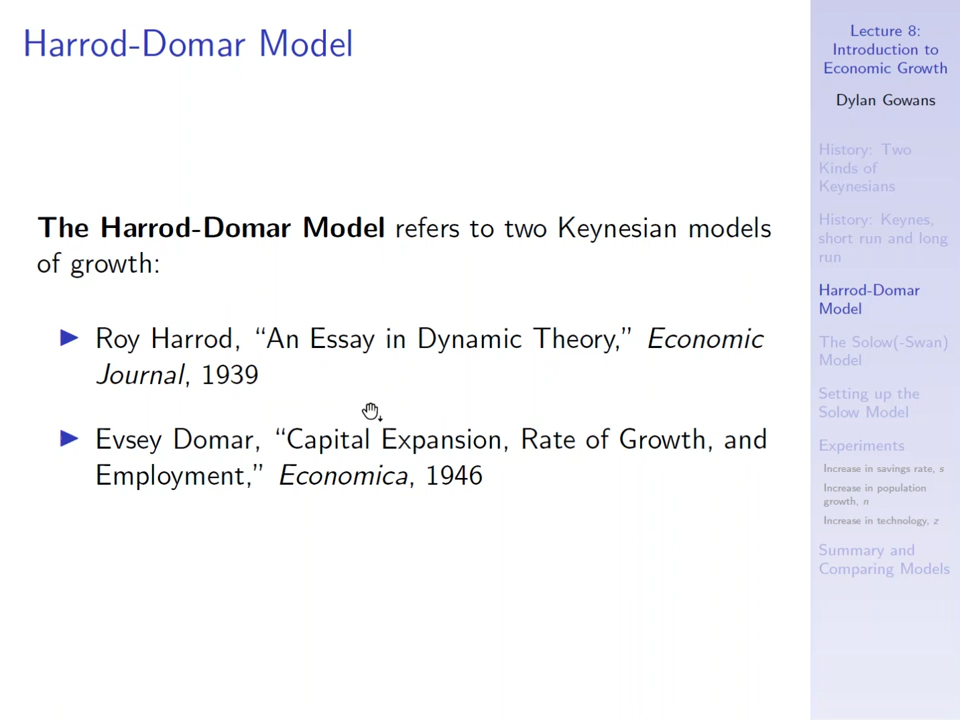 Harrod-Domar Model
The Harrod-Domar Model refers to two Keynesian models
of growth:
▶ Roy Harrod, “An Essay in Dynamic Theory,” Economic
Journal, 1939
▶ Evsey Domar, “Capital Expansion, Rate of Growth, and
Employment,” Economica, 1946
Lecture 8:
Introduction to
Economic Growth
Dylan Gowans
History: Two
Kinds of
Keynesians
History: Keynes,
short run and long
run
Harrod-Domar
Model
The Solow(-Swan)
Model
Setting up the
Solow Model
Experiments
Increase in savings rate, s
Increase in population
growth, n
Increase in technology, z
Summary and
Comparing Models